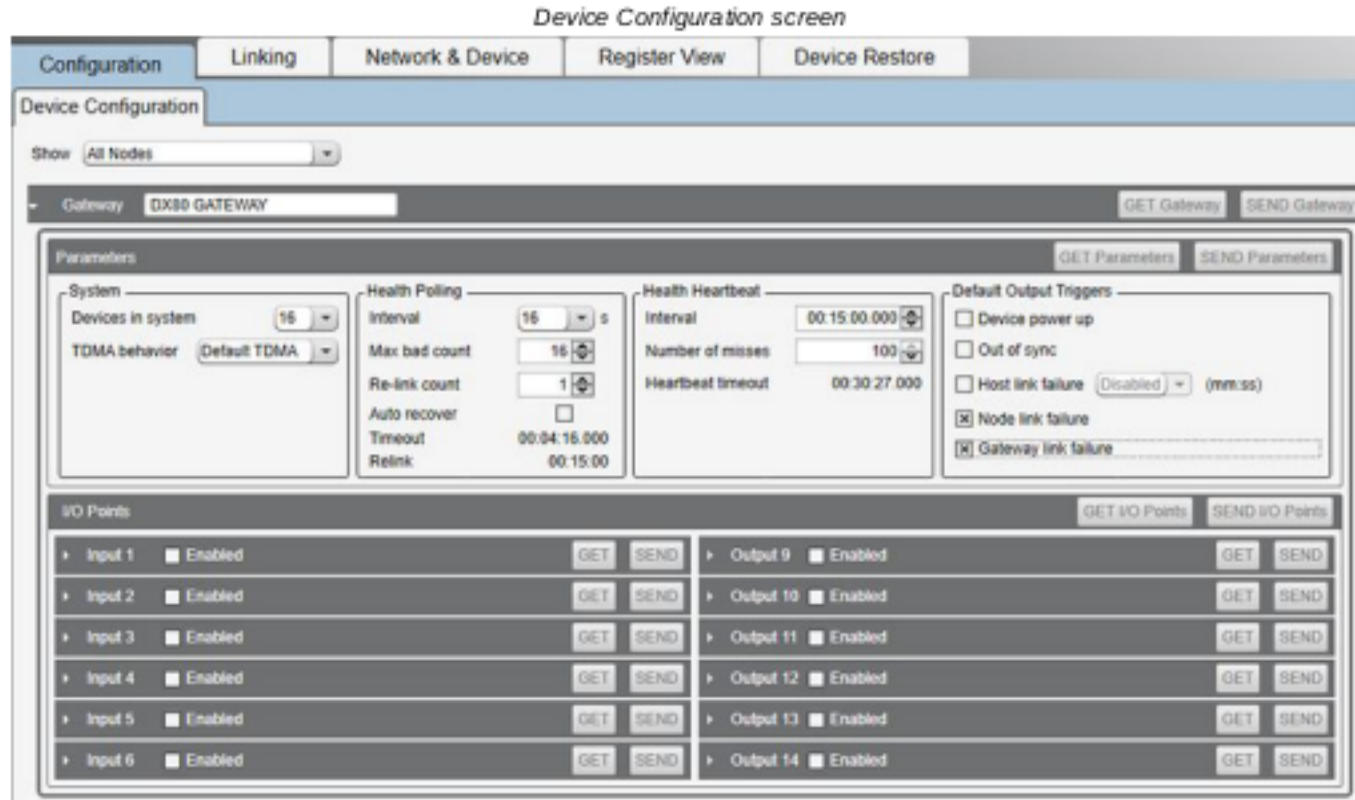 Device Configuration screen
Configuration Linking Network & Device Register View Device Restore
Device Configuration
Show All Nodes
Gateway DX80 GATEWAY GET Gateway SEND Gateway
Parameters GET Parameters SEND Parameters
System Health Polling Health Heartbeat Default Output Triggers
Devices in system 16 Interval 16 s Interval 00:15:00.000 Device power up
TDMA behavior Default TDMA Max bad count 16 Number of misses 100 Out of sync
Re-link count 1 Heartbeat timeout 00:30:27.000 Host link failure Disabled (mm:ss)
Auto recover Node link failure
Timeout 00:04:16.000 Gateway link failure
Relink 00:15:00
I/O Points GET I/O Points SEND I/O Points
Input 1 Enabled GET SEND Output 9 Enabled GET SEND
Input 2 Enabled GET SEND Output 10 Enabled GET SEND
Input 3 Enabled GET SEND Output 11 Enabled GET SEND
Input 4 Enabled GET SEND Output 12 Enabled GET SEND
Input 5 Enabled GET SEND Output 13 Enabled GET SEND
Input 6 Enabled GET SEND Output 14 Enabled GET SEND